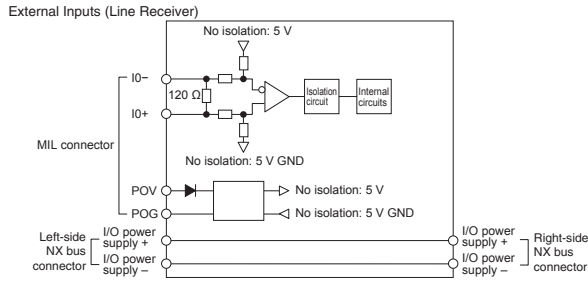 External Inputs (Line Receiver)
No isolation: 5 V
I0−
120 Ω
I0+
Isolation
circuit
Internal
circuits
MIL connector
No isolation: 5 V GND
POV
No isolation: 5 V
POG
No isolation: 5 V GND
Left-side
NX bus
connector
I/O power
supply +
I/O power
supply –
I/O power
supply +
I/O power
supply –
Right-side
NX bus
connector